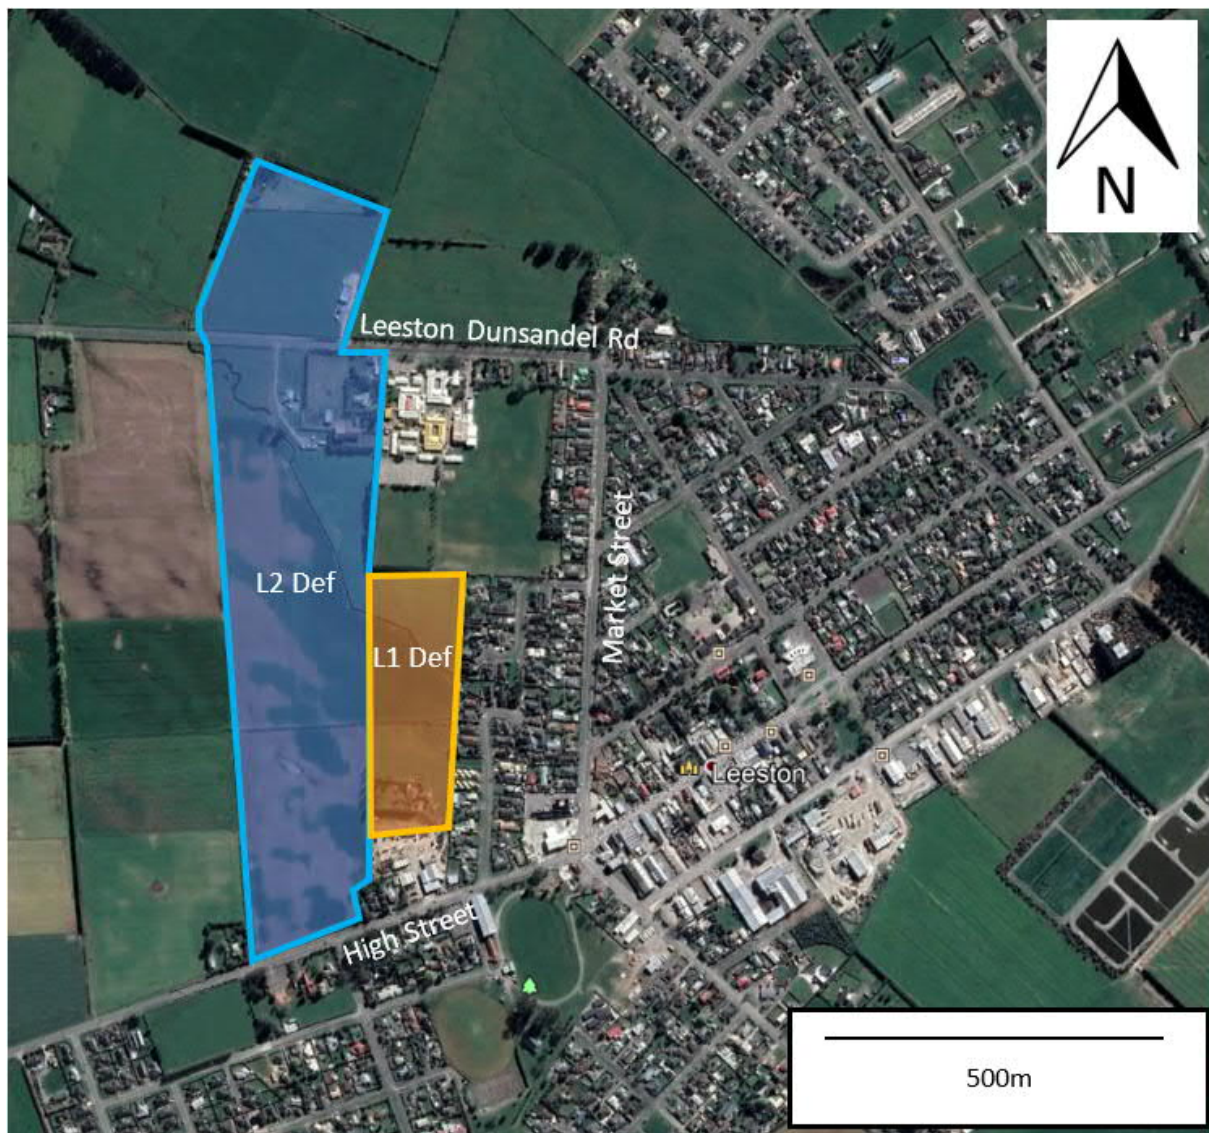 N
Leeston Dunsandel Rd
Market Street
L2 Def
L1 Def
Leeston
High Street
500m